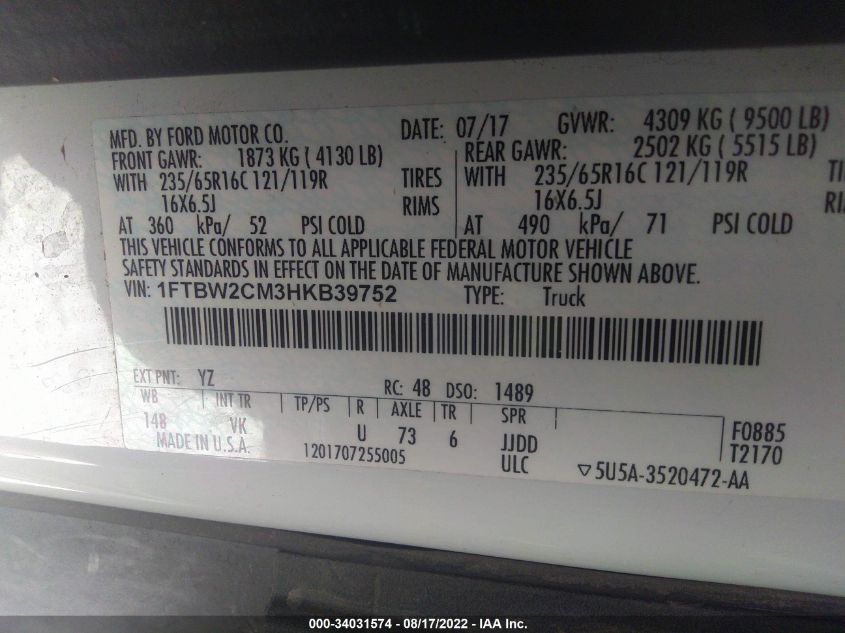 MFD. BY FORD MOTOR CO. DATE: 07/17 GVWR: 4309 KG ( 9500 LB)
FRONT GAWR: 1873 KG ( 4130 LB) REAR GAWR: 2502 KG ( 5515 LB)
WITH 235/65R16C 121/119R TIRES WITH 235/65R16C 121/119R TI
16X6.5J RIMS 16X6.5J
AT 360 kPa/ 52 PSI COLD AT 490 kPa/ 71 PSI COLD
THIS VEHICLE CONFORMS TO ALL APPLICABLE FEDERAL MOTOR VEHICLE
SAFETY STANDARDS IN EFFECT ON THE DATE OF MANUFACTURE SHOWN ABOVE.
VIN: 1FTBW2CM3HKB39752 TYPE: Truck
EXT PNT: YZ RC: 48 DSO: 1489
WB INT TR TP/PS R AXLE TR SPR
148 VK U 73 6 JJDD F0885
MADE IN U.S.A. 1201707255005 ULC T2170
▽5U5A-3520472-AA
000-34031574 - 08/17/2022 - IAA Inc.